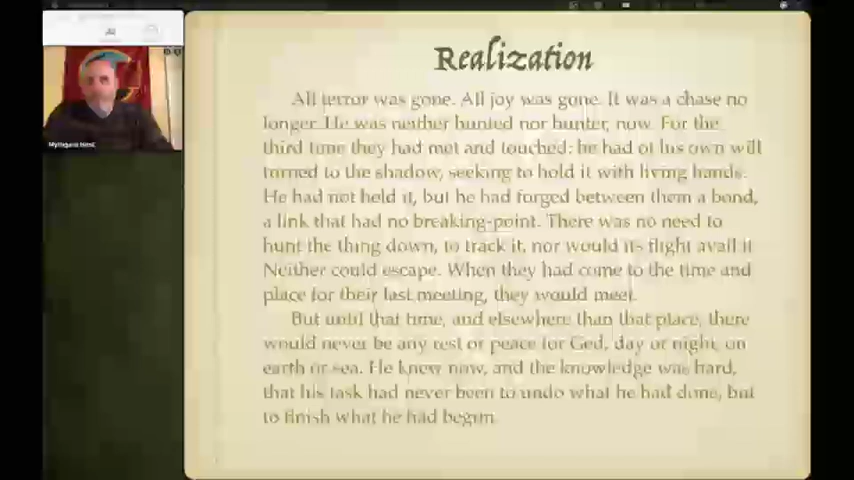 Realization
All terror was gone. All joy was gone. It was a chase no
longer. He was neither hunted nor hunter, now. For the
third time they had met and touched: he had of his own will
turned to the shadow, seeking to hold it with living hands.
He had not held it, but he had forged between them a bond,
a link that had no breaking-point. There was no need to
hunt the thing down, to track it, nor would its flight avail it.
Neither could escape. When they had come to the time and
place for their last meeting, they would meet.
But until that time, and elsewhere than that place, there
would never be any rest or peace for Ged, day or night, on
earth or sea. He knew now, and the knowledge was hard,
that his task had never been to undo what he had done, but
to finish what he had begun.